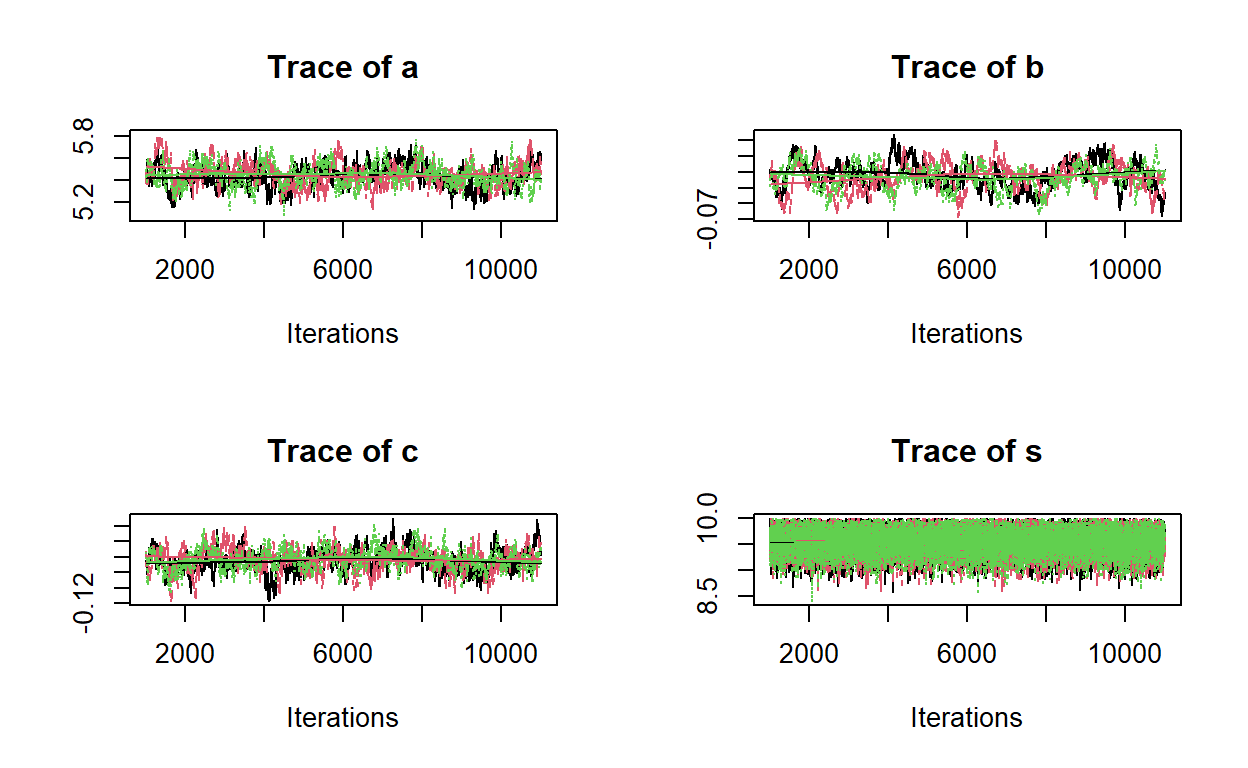 Trace of a
5.8
5.2
2000 6000 10000
Iterations
Trace of b
-0.07
2000 6000 10000
Iterations
Trace of c
-0.12
2000 6000 10000
Iterations
Trace of s
10.0
8.5
2000 6000 10000
Iterations